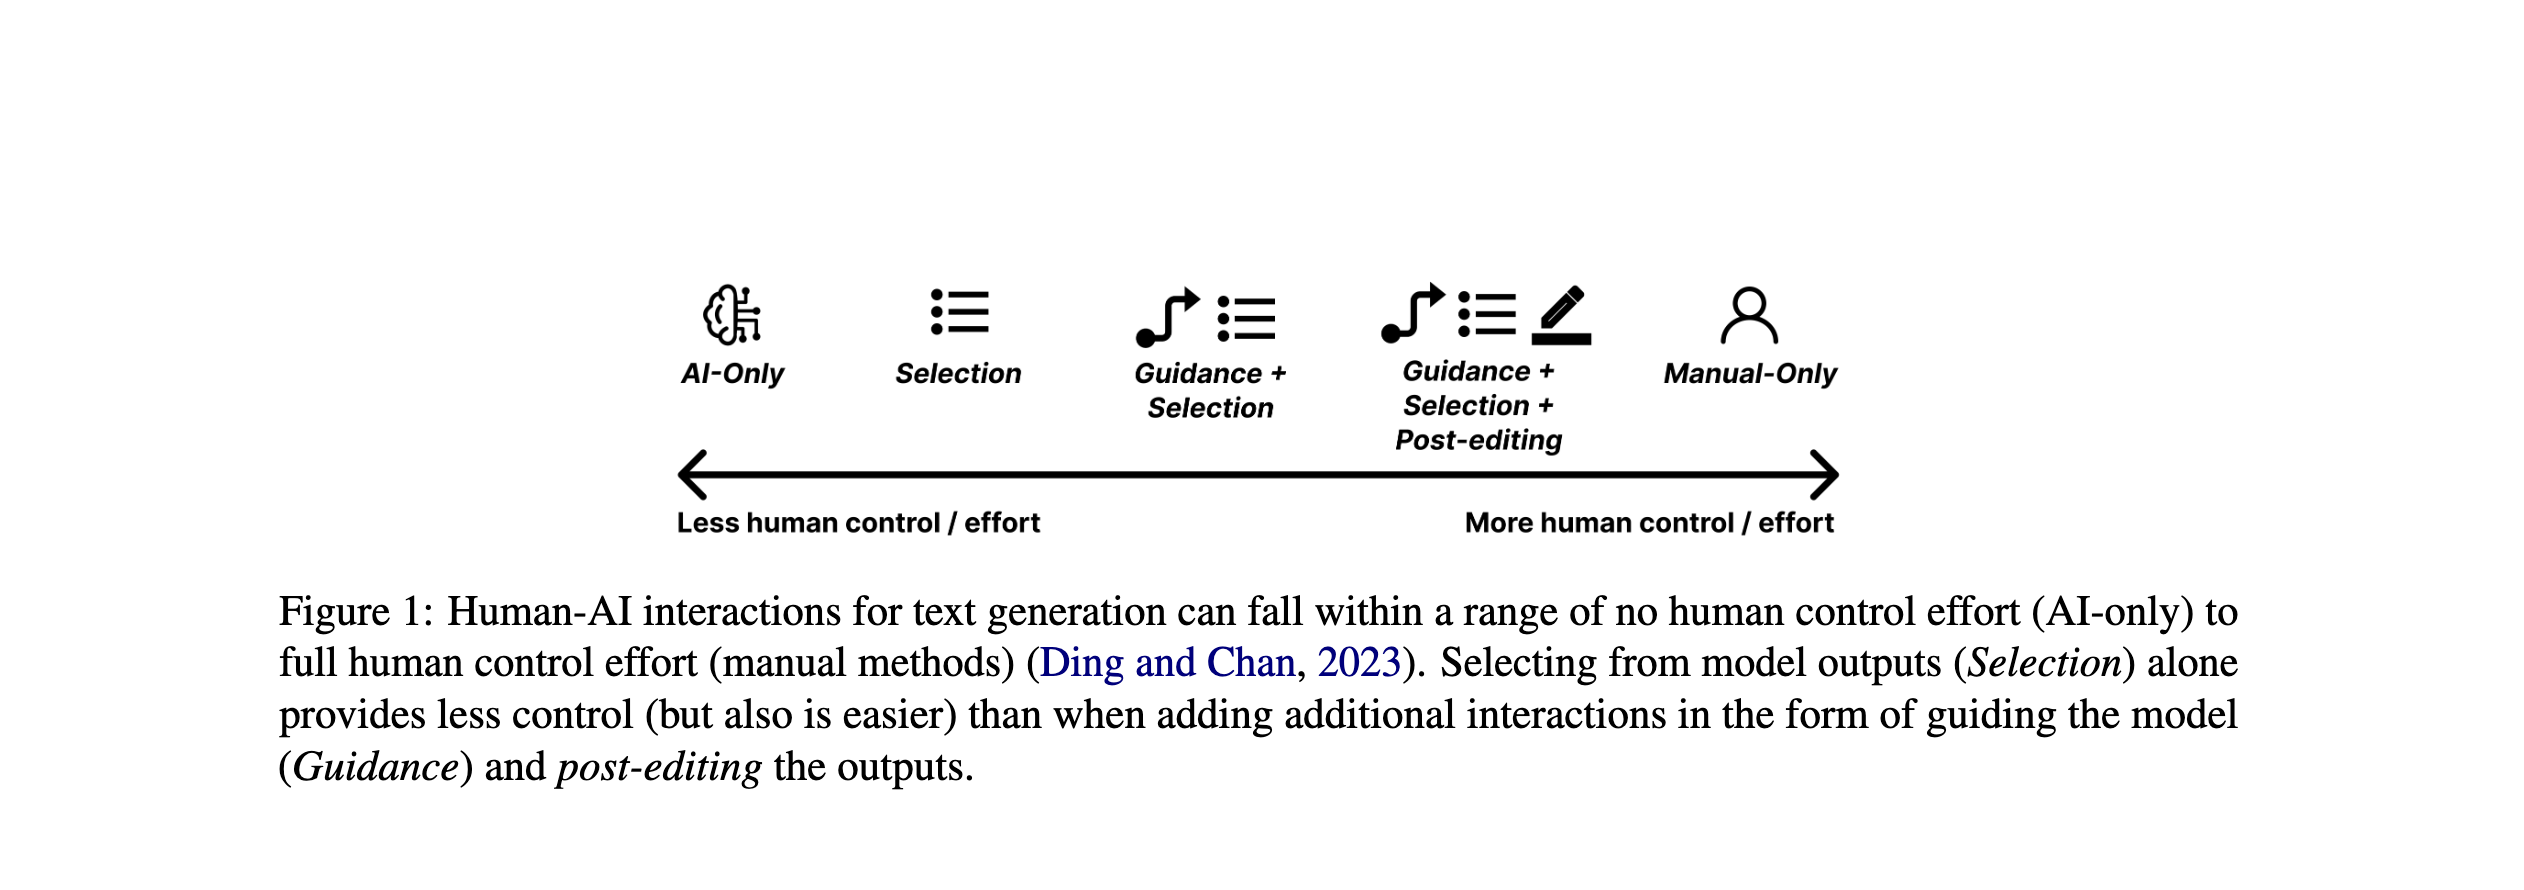 AI-Only
Selection
Guidance +
Selection
Guidance +
Selection +
Post-editing
Manual-Only
Less human control / effort
More human control / effort
Figure 1: Human-AI interactions for text generation can fall within a range of no human control effort (AI-only) to
full human control effort (manual methods) (Ding and Chan, 2023). Selecting from model outputs (Selection) alone
provides less control (but also is easier) than when adding additional interactions in the form of guiding the model
(Guidance) and post-editing the outputs.